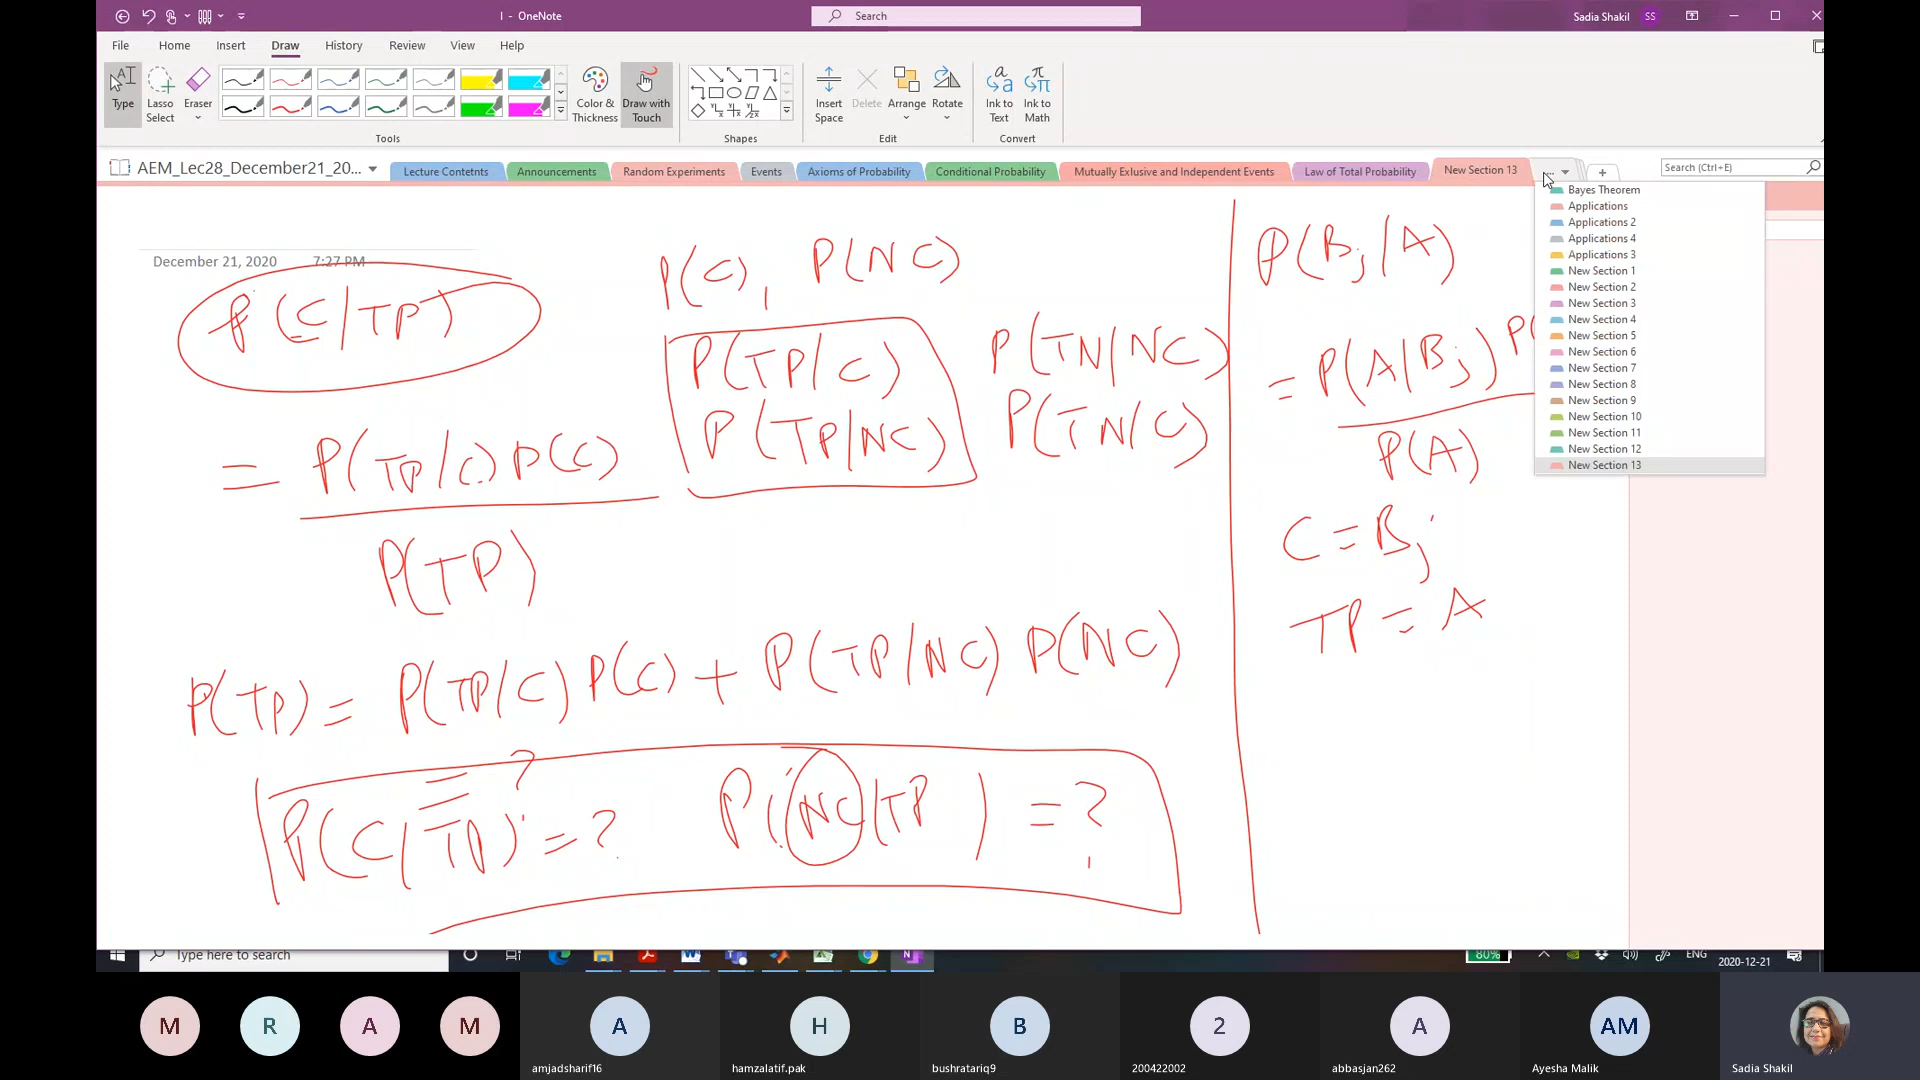 I - OneNote
Search
Sadia Shakil SS
File Home Insert Draw History Review View Help
Type
Lasso Select
Eraser
Color & Thickness
Draw with Touch
Insert Space
Delete
Arrange
Rotate
Ink to Text
Ink to Math
Tools
Shapes
Edit
Convert
AEM_Lec28_December21_20...
Lecture Contetnts
Announcements
Random Experiments
Events
Axioms of Probability
Conditional Probability
Mutually Exlusive and Independent Events
Law of Total Probability
New Section 13
Search (Ctrl+E)
Bayes Theorem
Applications
Applications 2
Applications 4
Applications 3
New Section 1
New Section 2
New Section 3
New Section 4
New Section 5
New Section 6
New Section 7
New Section 8
New Section 9
New Section 10
New Section 11
New Section 12
New Section 13
December 21, 2020 7:27 PM
P(C/TP)
P(C), P(NC)
P(TP/C)
P(TP/NC)
P(TN/NC)
P(TN/C)
= P(TP/C) P(C)
P(TP)
P(TP) = P(TP/C) P(C) + P(TP/NC) P(NC)
= ?
P(C/TP) = ? P(NC/TP) = ?
P(Bj/A)
= P(A/Bj) P(
P(A)
C = Bj
TP = A
Type here to search
80%
ENG
2020-12-21
M R A M A H B 2 A AM
amjadsharif16
hamzalatif.pak
bushratariq9
200422002
abbasjan262
Ayesha Malik
Sadia Shakil